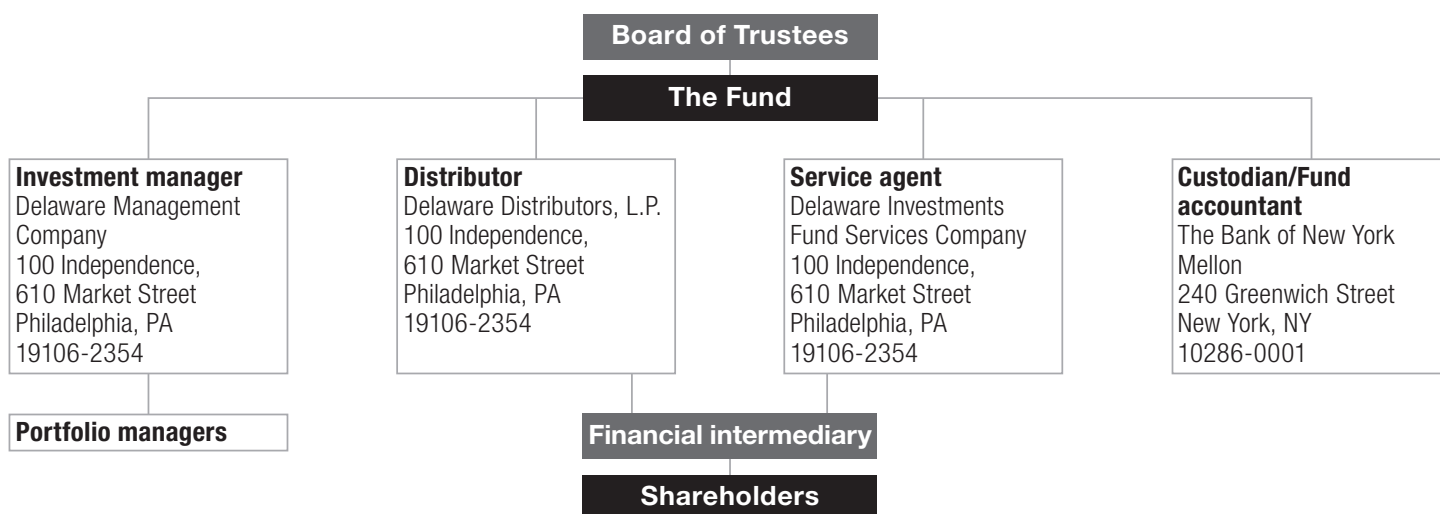 Board of Trustees
The Fund
Investment manager
Delaware Management
Company
100 Independence,
610 Market Street
Philadelphia, PA
19106-2354
Distributor
Delaware Distributors, L.P.
100 Independence,
610 Market Street
Philadelphia, PA
19106-2354
Service agent
Delaware Investments
Fund Services Company
100 Independence,
610 Market Street
Philadelphia, PA
19106-2354
Custodian/Fund
accountant
The Bank of New York
Mellon
240 Greenwich Street
New York, NY
10286-0001
Portfolio managers
Financial intermediary
Shareholders